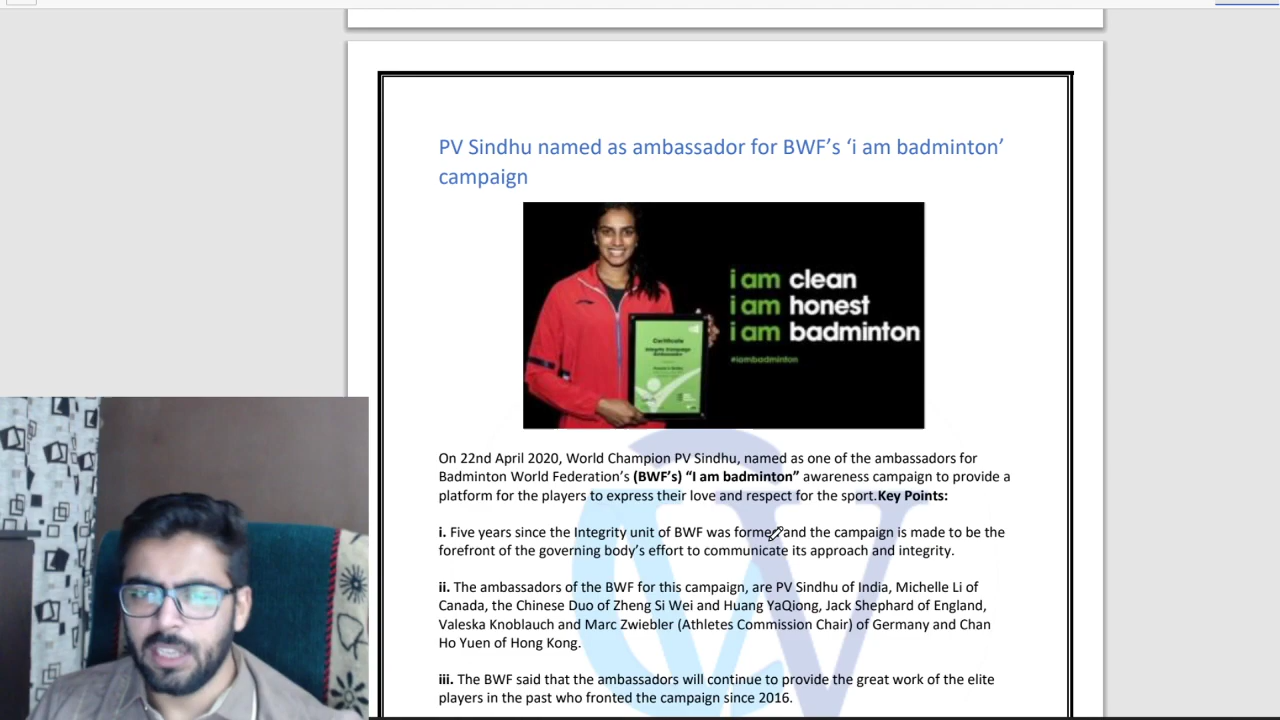 PV Sindhu named as ambassador for BWF’s ‘i am badminton’
campaign
i am clean
i am honest
i am badminton
#iambadminton
Certificate
Integrity Campaign
Ambassador
On 22nd April 2020, World Champion PV Sindhu, named as one of the ambassadors for
Badminton World Federation’s (BWF’s) “I am badminton” awareness campaign to provide a
platform for the players to express their love and respect for the sport.Key Points:
i. Five years since the Integrity unit of BWF was formed and the campaign is made to be the
forefront of the governing body’s effort to communicate its approach and integrity.
ii. The ambassadors of the BWF for this campaign, are PV Sindhu of India, Michelle Li of
Canada, the Chinese Duo of Zheng Si Wei and Huang YaQiong, Jack Shephard of England,
Valeska Knoblauch and Marc Zwiebler (Athletes Commission Chair) of Germany and Chan
Ho Yuen of Hong Kong.
iii. The BWF said that the ambassadors will continue to provide the great work of the elite
players in the past who fronted the campaign since 2016.